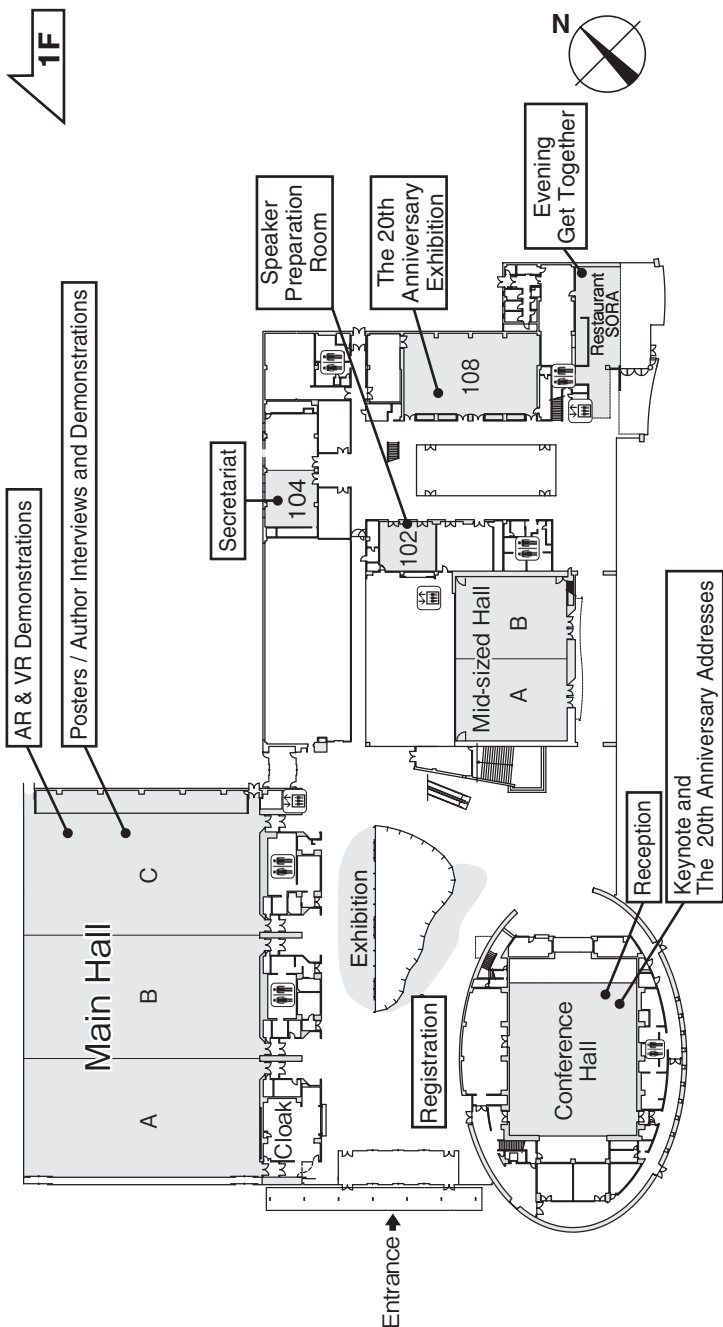 1F
N
AR & VR Demonstrations
Posters / Author Interviews and Demonstrations
Main Hall
A
B
C
Cloak
Secretariat
104
Speaker
Preparation
Room
102
The 20th
Anniversary
Exhibition
108
Evening
Get Together
Restaurant
SORA
Mid-sized Hall
A
B
Exhibition
Registration
Entrance
Conference
Hall
Reception
Keynote and
The 20th Anniversary Addresses